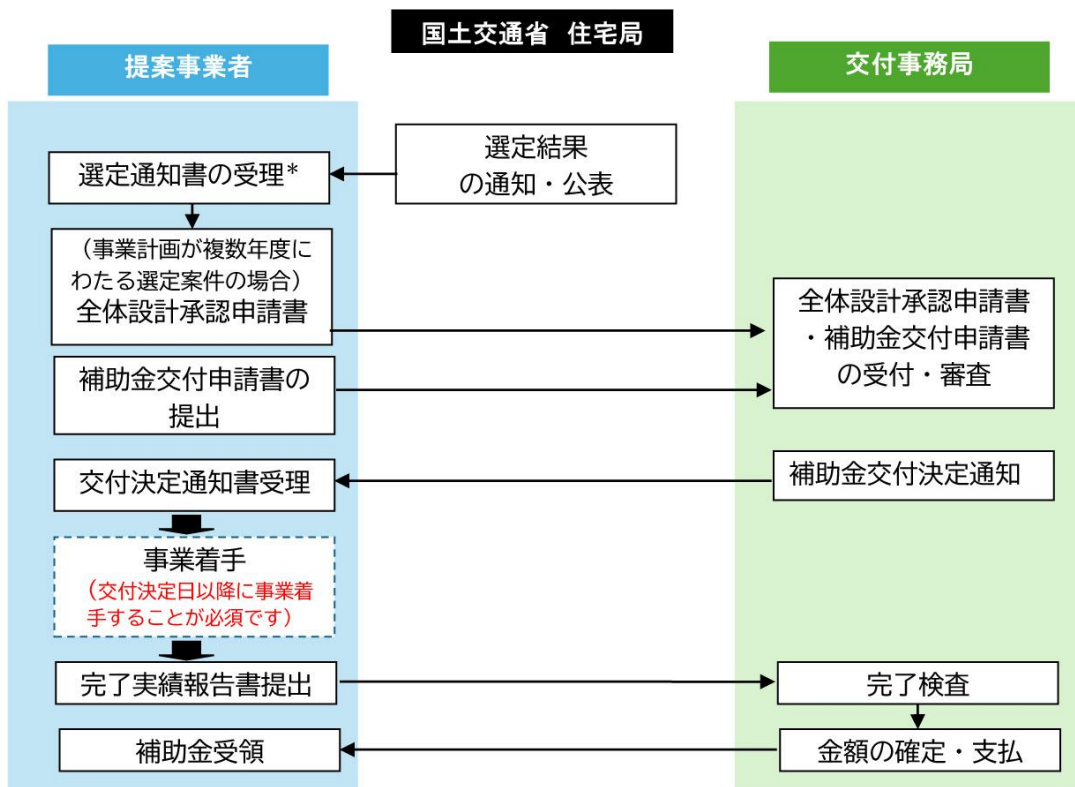 国土交通省 住宅局
提案事業者
交付事務局
選定結果
の通知・公表
選定通知書の受理*
（事業計画が複数年度に
わたる選定案件の場合）
全体設計承認申請書
全体設計承認申請書
・補助金交付申請書
の受付・審査
補助金交付申請書の
提出
補助金交付決定通知
交付決定通知書受理
事業着手
（交付決定日以降に事業着
手することが必須です）
完了実績報告書提出
完了検査
金額の確定・支払
補助金受領